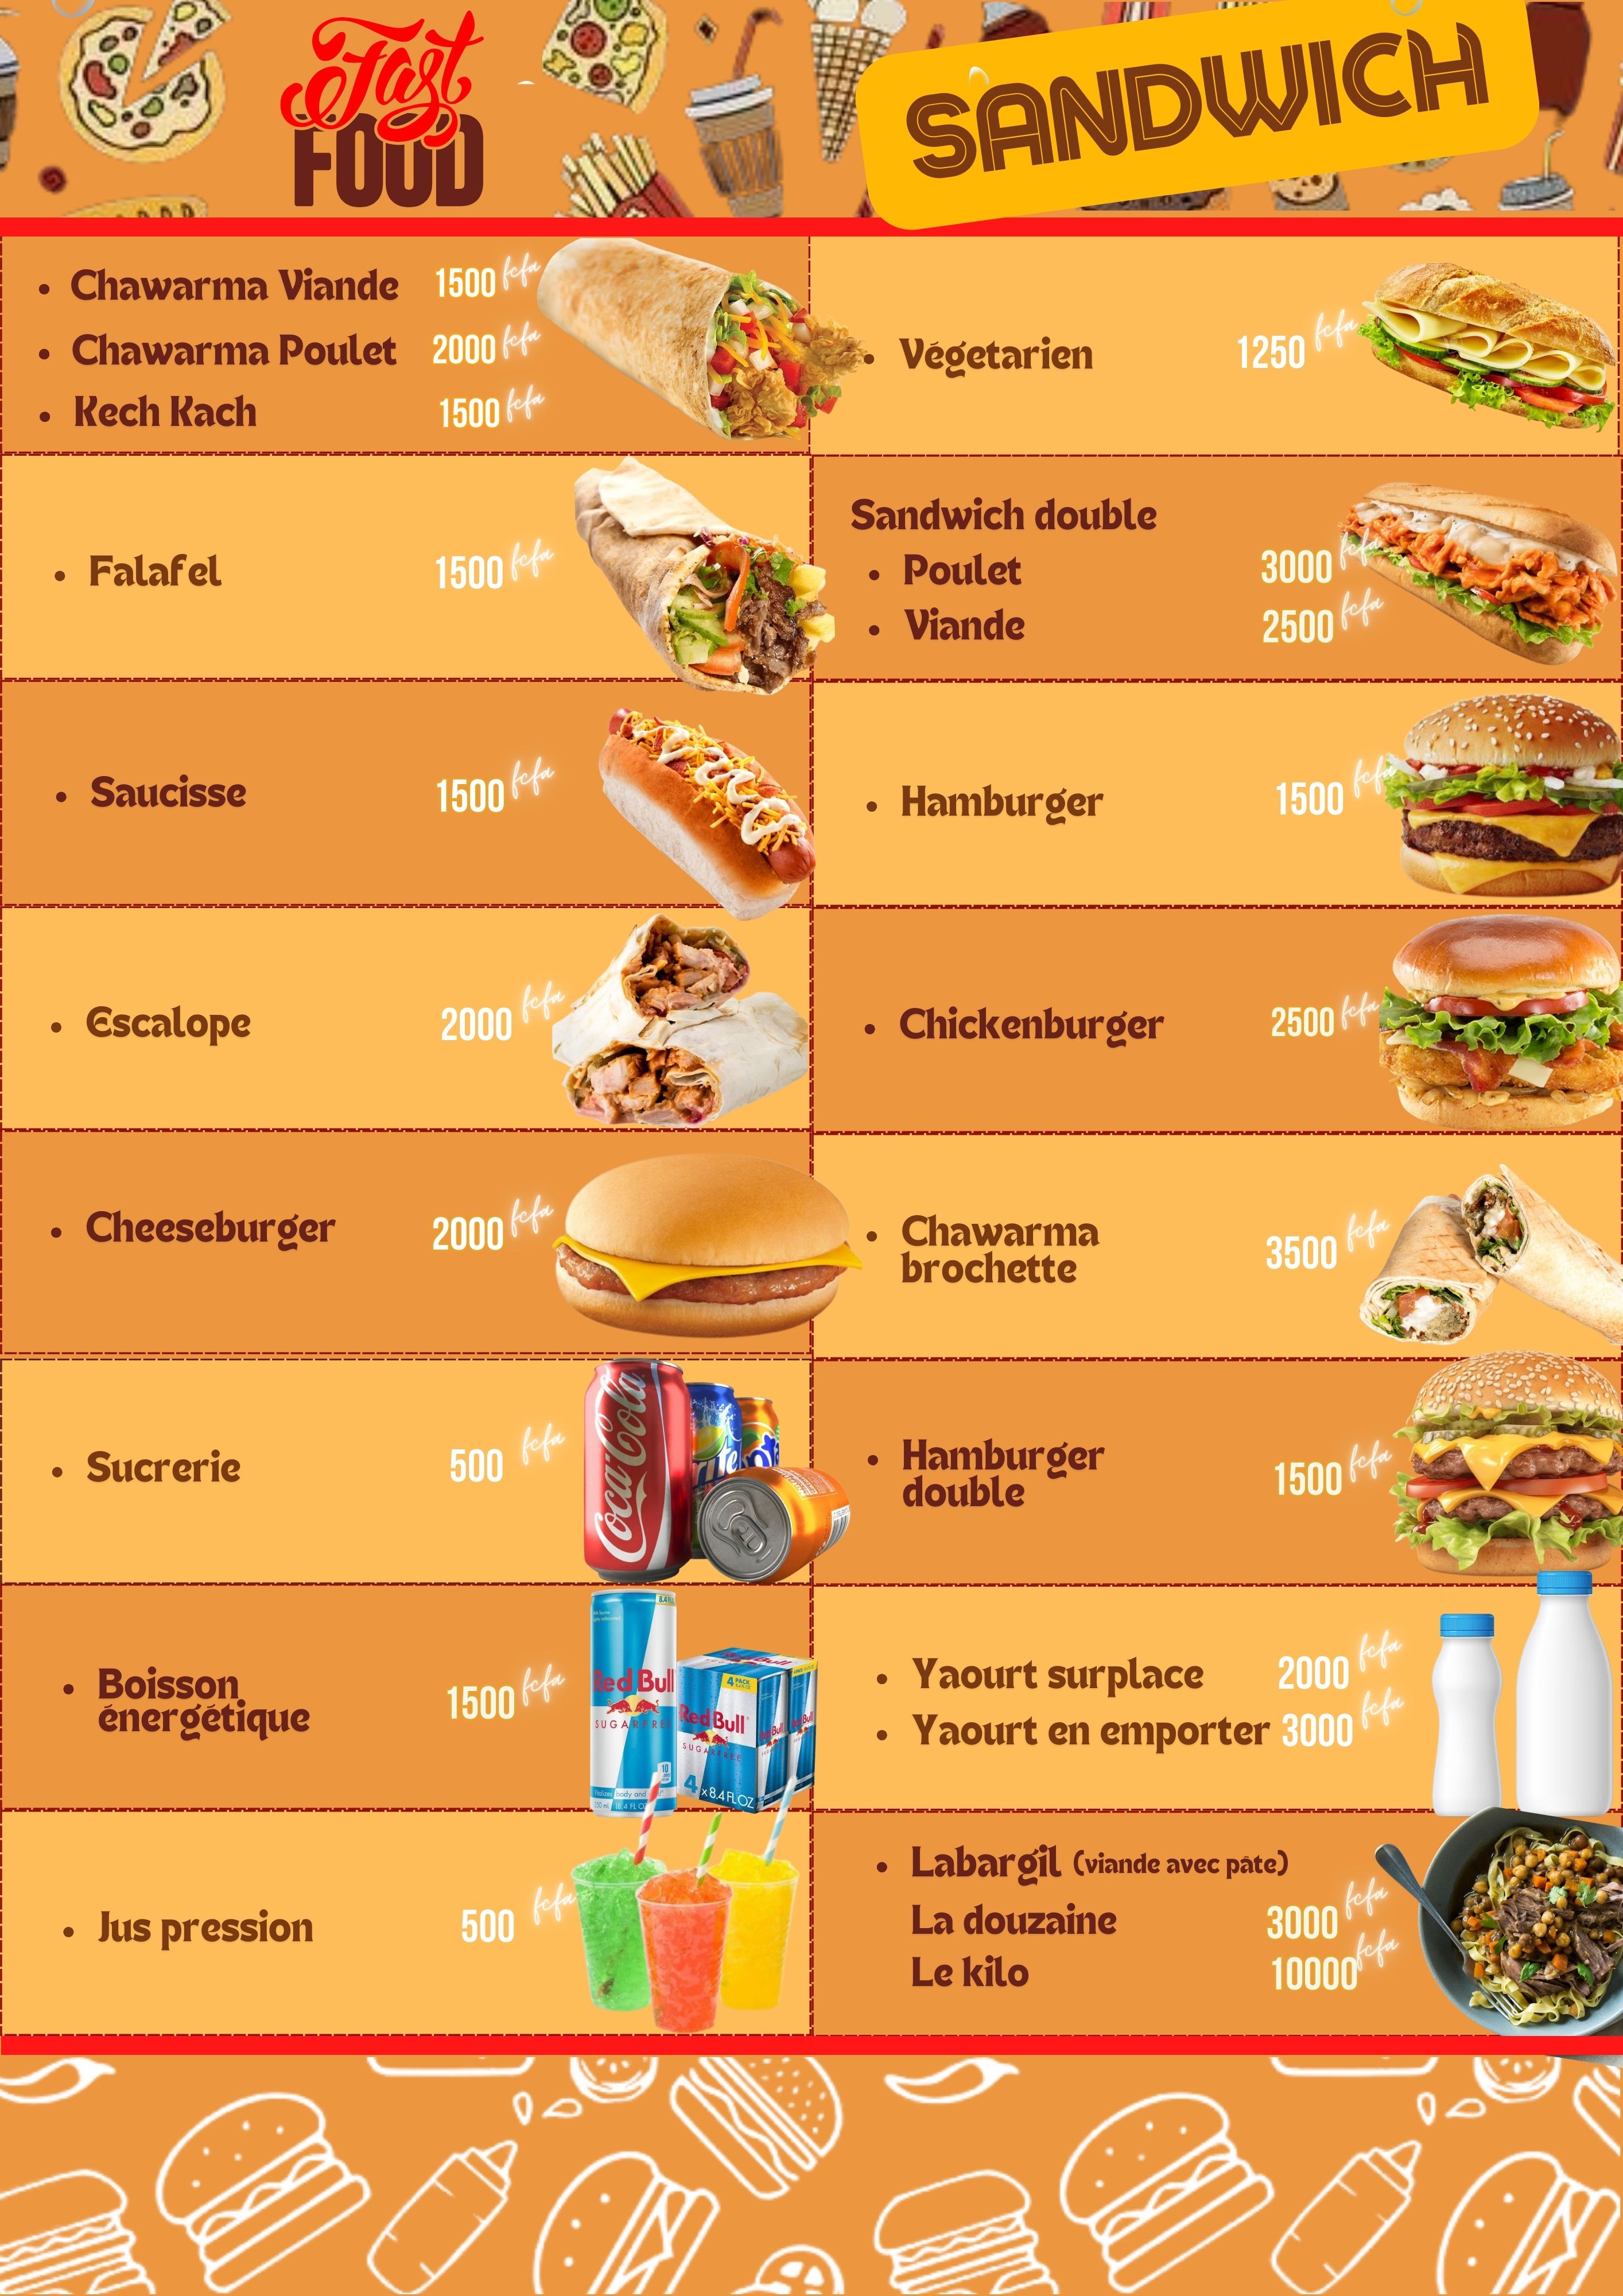 Fast
FOOD
SANDWICH
• Chawarma Viande 1500 fcfa
• Chawarma Poulet 2000 fcfa
• Kech Kach 1500 fcfa
• Végetarien 1250 fcfa
• Falafel 1500 fcfa
Sandwich double
• Poulet 3000 fcfa
• Viande 2500 fcfa
• Saucisse 1500 fcfa
• Hamburger 1500 fcfa
• Escalope 2000 fcfa
• Chickenburger 2500 fcfa
• Cheeseburger 2000 fcfa
• Chawarma
brochette 3500 fcfa
• Sucrerie 500 fcfa
Coca-Cola
• Hamburger
double 1500 fcfa
• Boisson
énergétique 1500 fcfa
Red Bull
SUGARFREE
4 PACK
Red Bull
SUGARFREE
4 x 8.4 FL OZ
• Yaourt surplace 2000 fcfa
• Yaourt en emporter 3000 fcfa
• Jus pression 500 fcfa
• Labargil (viande avec pâte)
La douzaine 3000 fcfa
Le kilo 10000 fcfa